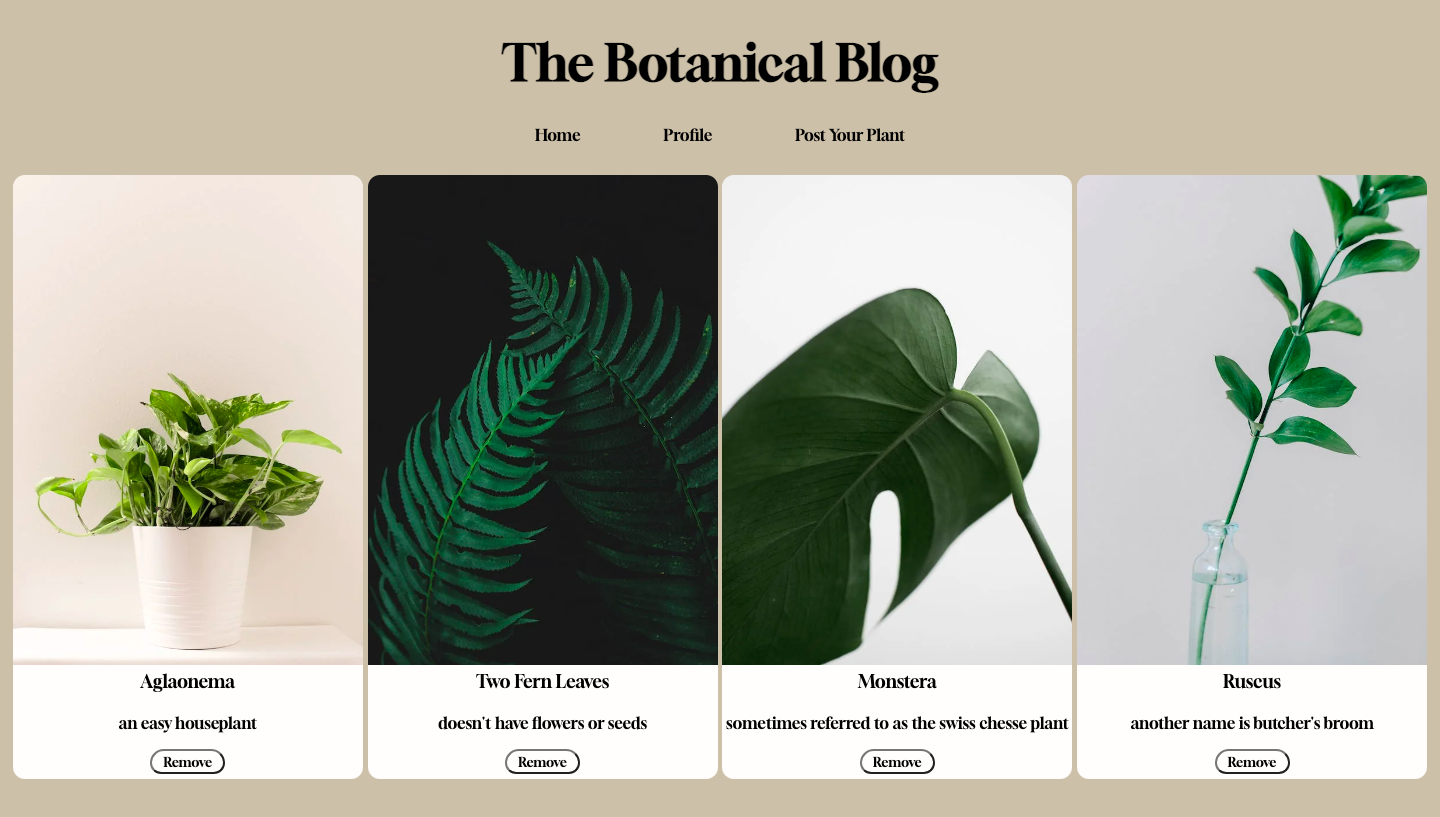 The Botanical Blog
Home Profile Post Your Plant
Aglaonema
an easy houseplant
Remove
Two Fern Leaves
doesn't have flowers or seeds
Remove
Monstera
sometimes referred to as the swiss chesse plant
Remove
Ruscus
another name is butcher's broom
Remove